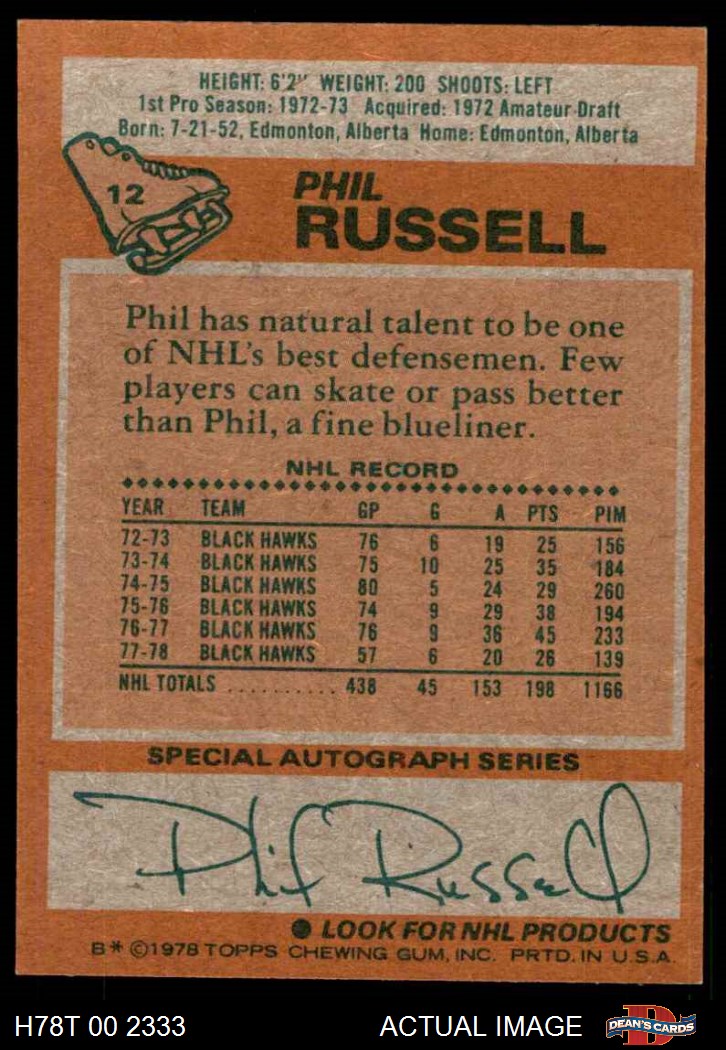 HEIGHT: 6'2" WEIGHT: 200 SHOOTS: LEFT
1st Pro Season: 1972-73 Acquired: 1972 Amateur Draft
Born: 7-21-52, Edmonton, Alberta Home: Edmonton, Alberta
12
PHIL
RUSSELL
Phil has natural talent to be one
of NHL's best defensemen. Few
players can skate or pass better
than Phil, a fine blueliner.
NHL RECORD
YEAR TEAM GP G A PTS PIM
72-73 BLACK HAWKS 76 6 19 25 156
73-74 BLACK HAWKS 75 10 25 35 184
74-75 BLACK HAWKS 80 5 24 29 260
75-76 BLACK HAWKS 74 9 29 38 194
76-77 BLACK HAWKS 76 9 36 45 233
77-78 BLACK HAWKS 57 6 20 26 139
NHL TOTALS .......... 438 45 153 198 1166
SPECIAL AUTOGRAPH SERIES
Phil Russell
● LOOK FOR NHL PRODUCTS
B* ©1978 TOPPS CHEWING GUM, INC. PRTD. IN U.S.A.
H78T 00 2333 ACTUAL IMAGE D DEAN'S CARDS